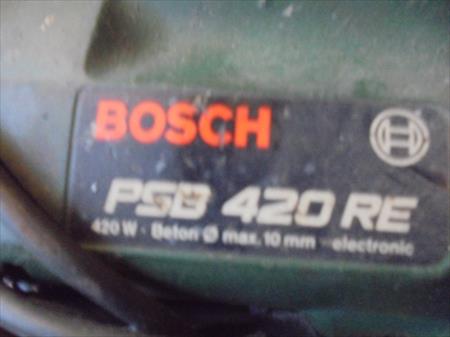 BOSCH
PSB 420 RE
420 W · Beton Ø max. 10 mm · electronic